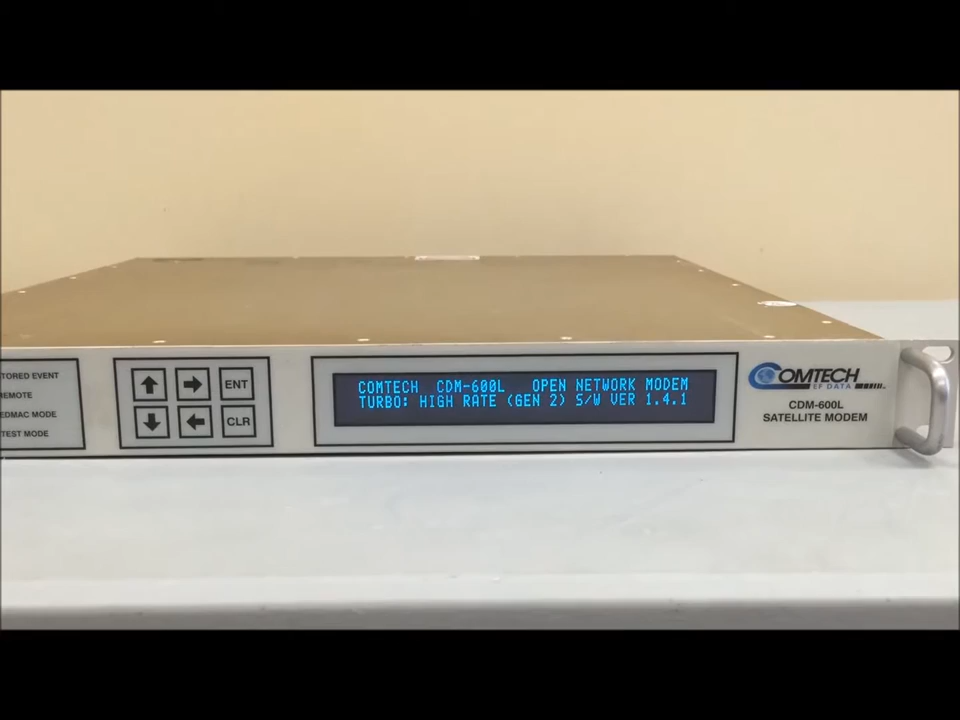 TORED EVENT
REMOTE
EDMAC MODE
TEST MODE
ENT
CLR
COMTECH CDM-600L OPEN NETWORK MODEM
TURBO: HIGH RATE (GEN 2) S/W VER 1.4.1
COMTECH
EF DATA
CDM-600L
SATELLITE MODEM